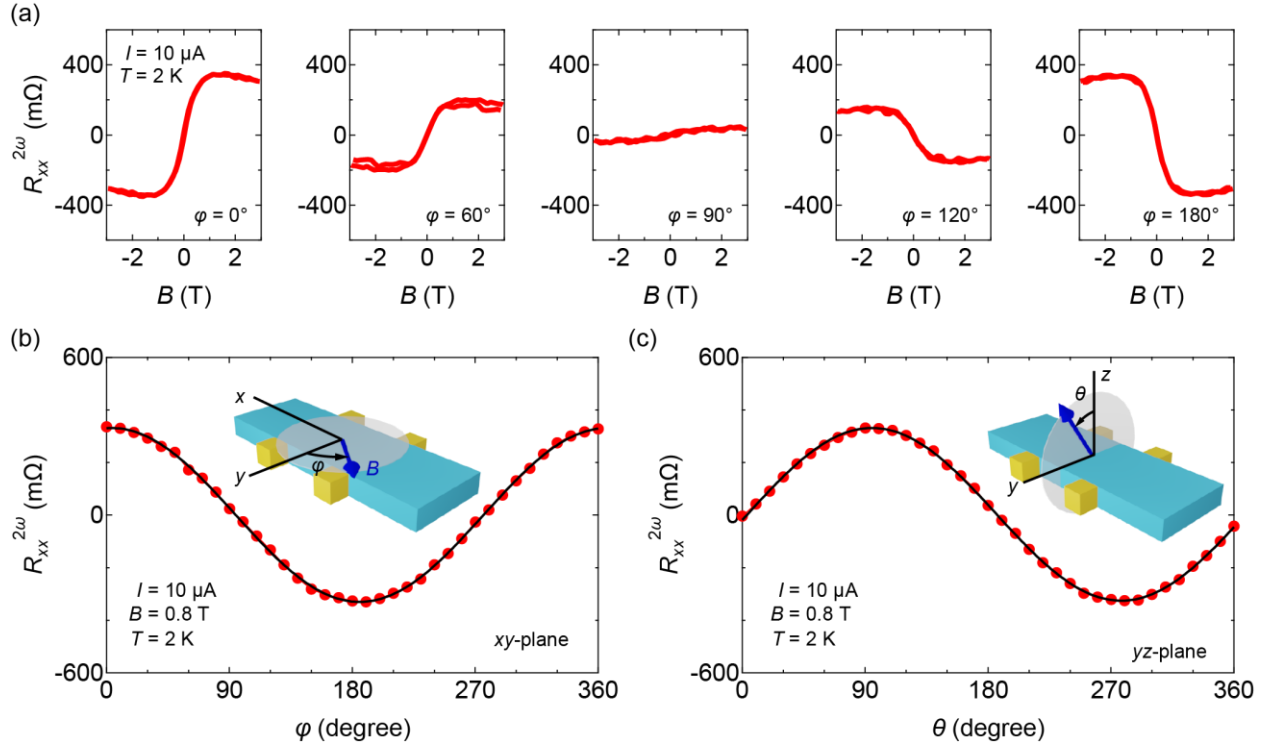 (a)
I = 10 μA
T = 2 K
400
0
-400
R_xx^2ω (mΩ)
φ = 0°
-2 0 2
B (T)
400
0
-400
φ = 60°
-2 0 2
B (T)
400
0
-400
φ = 90°
-2 0 2
B (T)
400
0
-400
φ = 120°
-2 0 2
B (T)
400
0
-400
φ = 180°
-2 0 2
B (T)
(b)
600
0
-600
R_xx^2ω (mΩ)
x
y
φ
B
I = 10 μA
B = 0.8 T
T = 2 K
xy-plane
0 90 180 270 360
φ (degree)
(c)
600
0
-600
R_xx^2ω (mΩ)
z
θ
y
I = 10 μA
B = 0.8 T
T = 2 K
yz-plane
0 90 180 270 360
θ (degree)